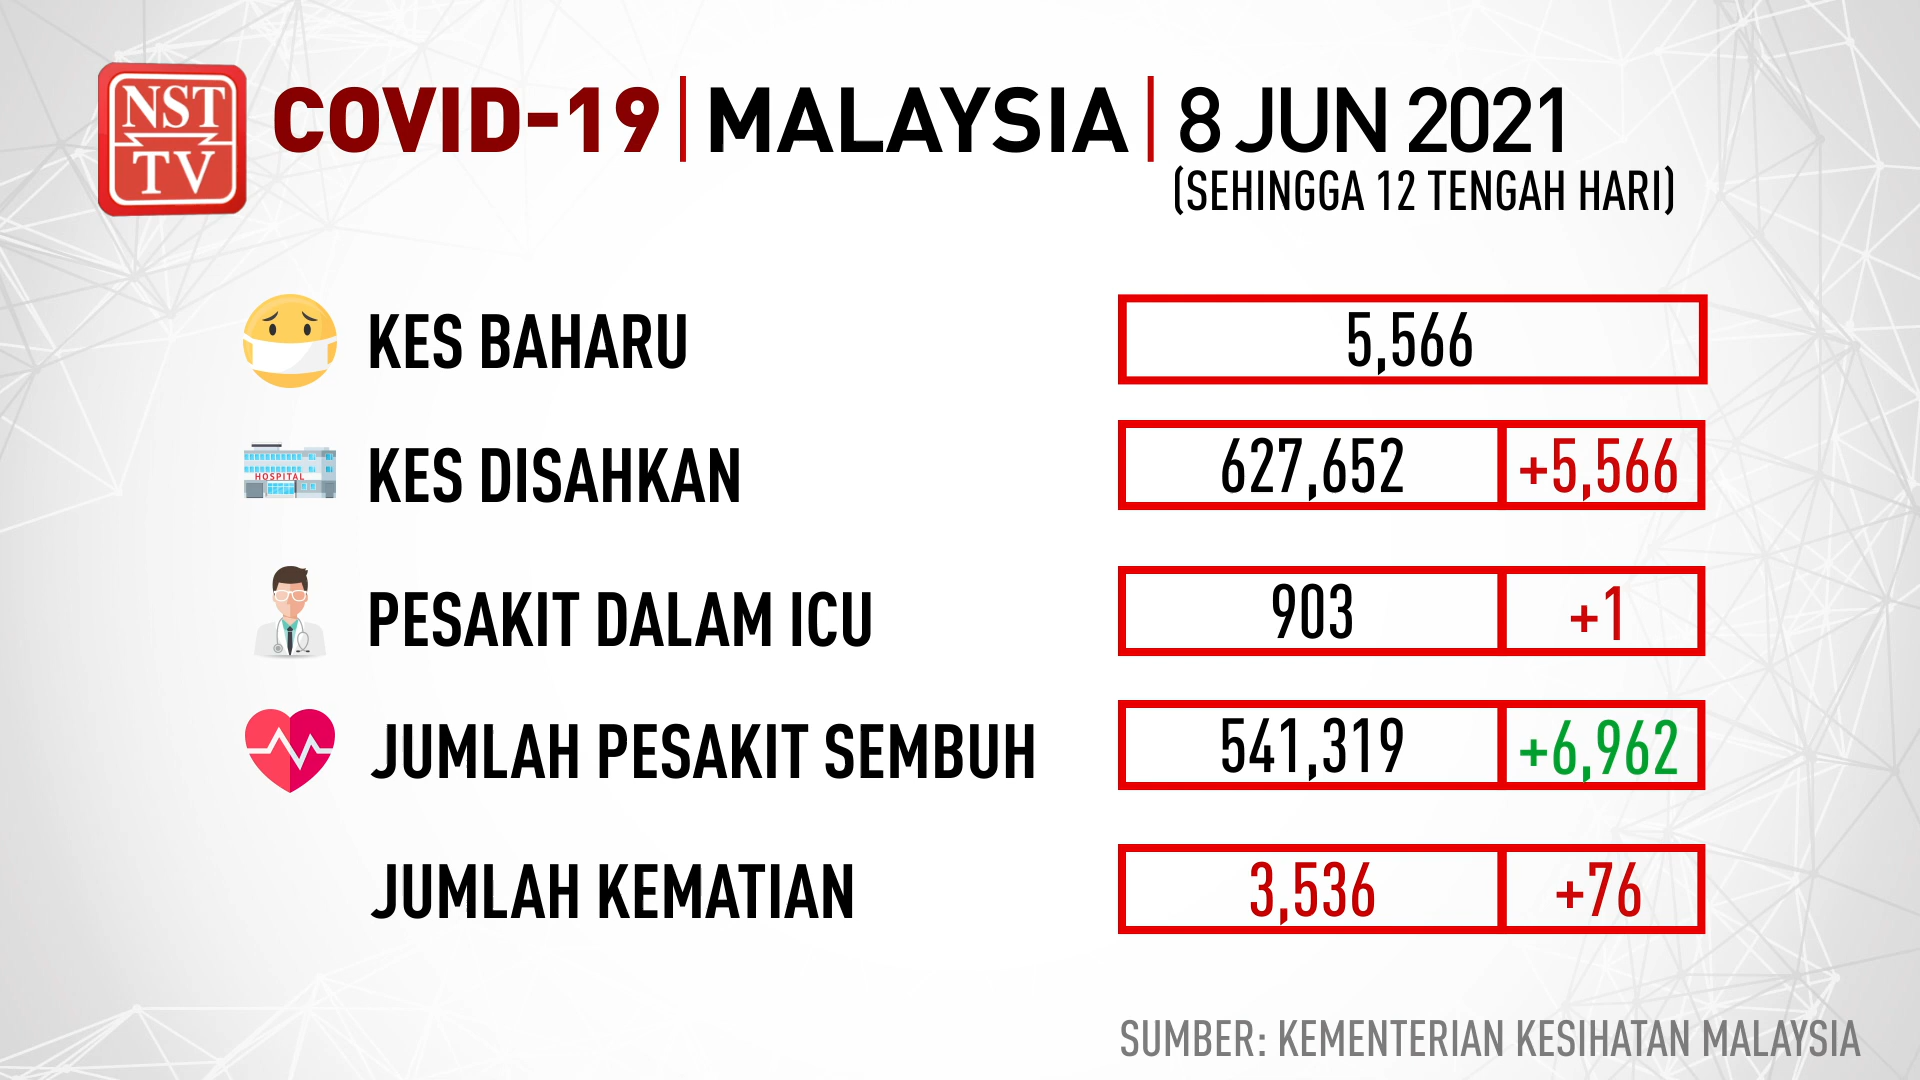 NST
TV
COVID-19 | MALAYSIA | 8 JUN 2021
(SEHINGGA 12 TENGAH HARI)
KES BAHARU 5,566
HOSPITAL
KES DISAHKAN 627,652 +5,566
PESAKIT DALAM ICU 903 +1
JUMLAH PESAKIT SEMBUH 541,319 +6,962
JUMLAH KEMATIAN 3,536 +76
SUMBER: KEMENTERIAN KESIHATAN MALAYSIA